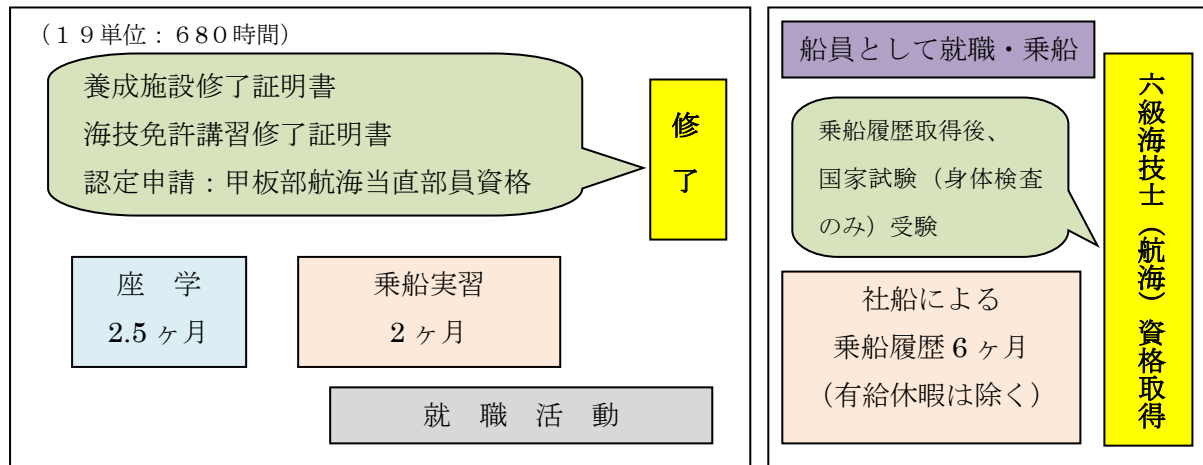 (19単位:680時間)
養成施設修了証明書
海技免許講習修了証明書
認定申請:甲板部航海当直部員資格
修了
座 学
2.5 ヶ月
乗船実習
2 ヶ月
就 職 活 動
船員として就職・乗船
乗船履歴取得後、
国家試験(身体検査
のみ)受験
社船による
乗船履歴 6 ヶ月
(有給休暇は除く)
六級海技士(航海)資格取得